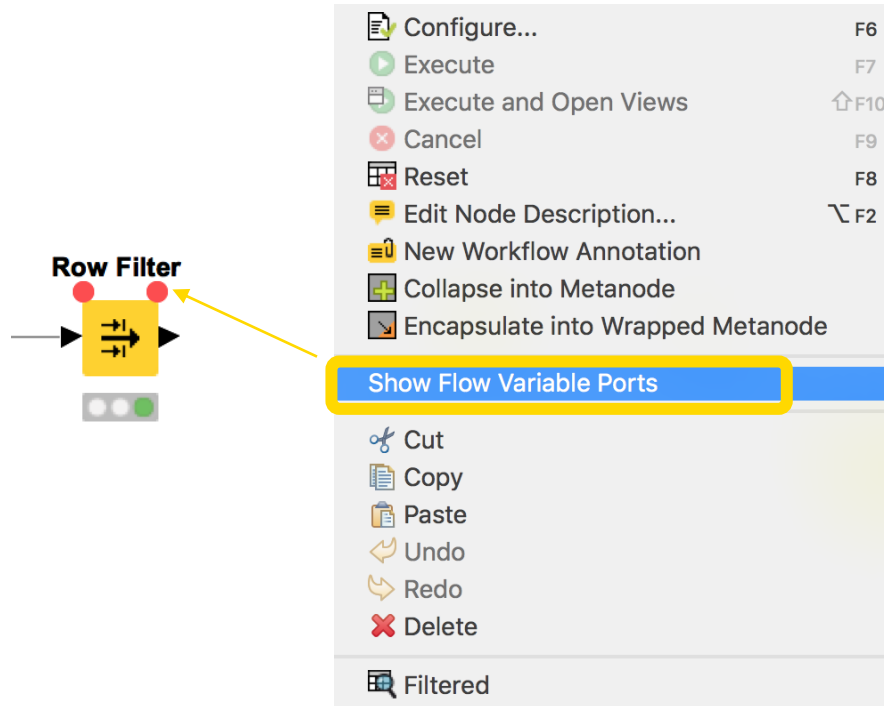 Configure... F6
Execute F7
Execute and Open Views ⇧F10
Cancel F9
Reset F8
Edit Node Description... ⌥F2
New Workflow Annotation
Row Filter
Collapse into Metanode
Encapsulate into Wrapped Metanode
Show Flow Variable Ports
Cut
Copy
Paste
Undo
Redo
Delete
Filtered